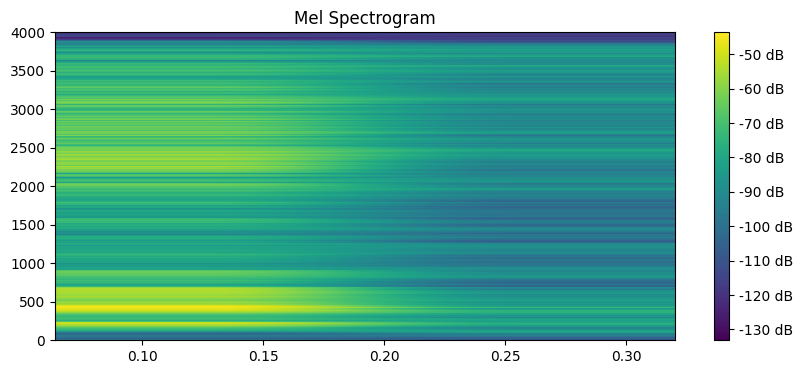 Mel Spectrogram
4000
3500
3000
2500
2000
1500
1000
500
0
0.10 0.15 0.20 0.25 0.30
-50 dB
-60 dB
-70 dB
-80 dB
-90 dB
-100 dB
-110 dB
-120 dB
-130 dB